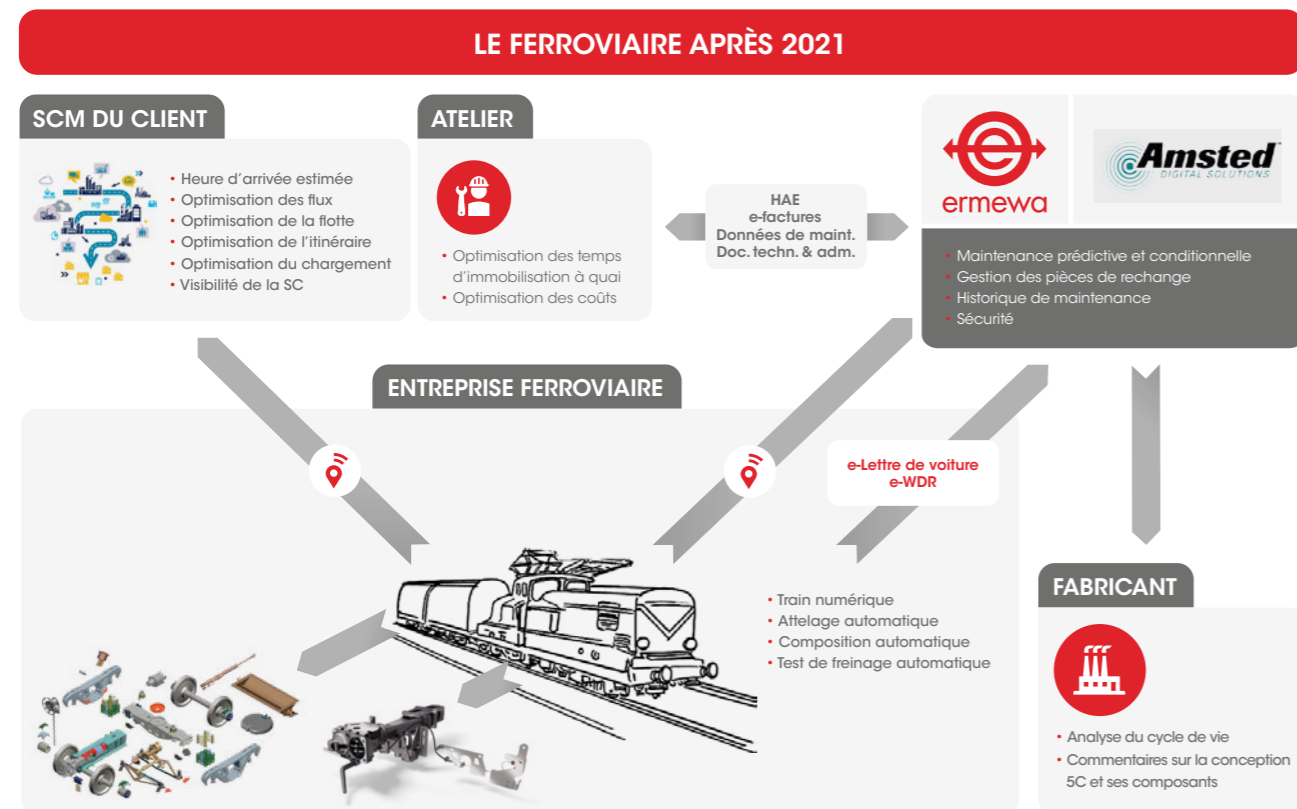 LE FERROVIAIRE APRÈS 2021
SCM DU CLIENT
• Heure d'arrivée estimée
• Optimisation des flux
• Optimisation de la flotte
• Optimisation de l'itinéraire
• Optimisation du chargement
• Visibilité de la SC
ATELIER
• Optimisation des temps
d'immobilisation à quai
• Optimisation des coûts
HAE
e-factures
Données de maint.
Doc. techn. & adm.
ermewa
Amsted
DIGITAL SOLUTIONS
• Maintenance prédictive et conditionnelle
• Gestion des pièces de rechange
• Historique de maintenance
• Sécurité
ENTREPRISE FERROVIAIRE
e-Lettre de voiture
e-WDR
• Train numérique
• Attelage automatique
• Composition automatique
• Test de freinage automatique
FABRICANT
• Analyse du cycle de vie
• Commentaires sur la conception
5C et ses composants